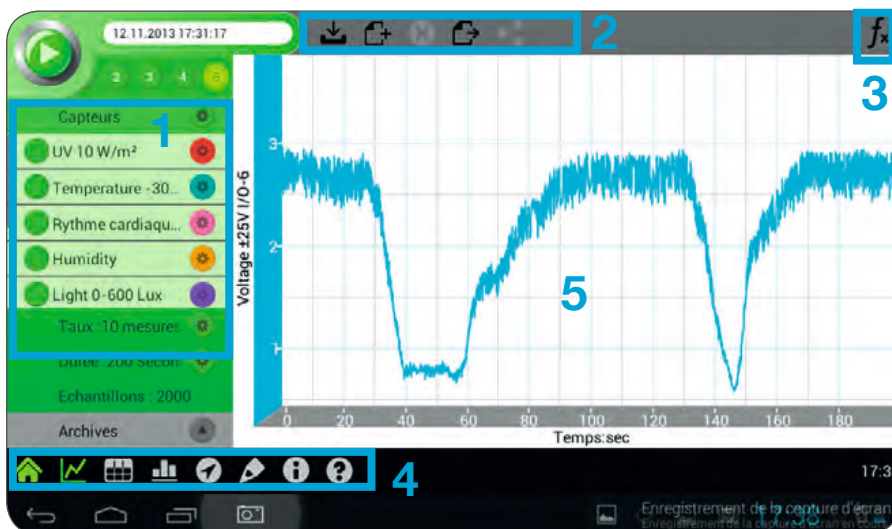 12.11.2013 17:31:17
2
3
2 3 4
fx
Capteurs
1
UV 10 W/m²
Temperature -30..
Rythme cardiaqu...
Humidity
Light 0-600 Lux
Taux :10 mesures
Durée :200 Secon
Echantillons : 2000
Archives
Voltage ±25V I/O-6
3
2
1
5
0 20 40 60 80 100 120 140 160 180
Temps:sec
4
17:3
Enregistrement de la capture d'écran